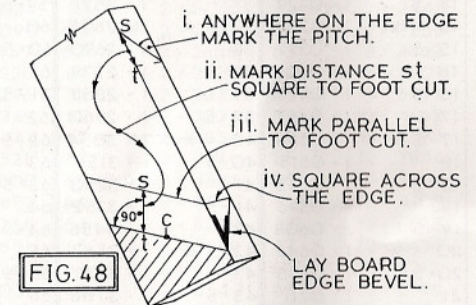 S
t
i. ANYWHERE ON THE EDGE
MARK THE PITCH.
ii. MARK DISTANCE st
SQUARE TO FOOT CUT.
iii. MARK PARALLEL
TO FOOT CUT.
iv. SQUARE ACROSS
THE EDGE.
S
90°
t
C
LAY BOARD
EDGE BEVEL.
FIG. 48